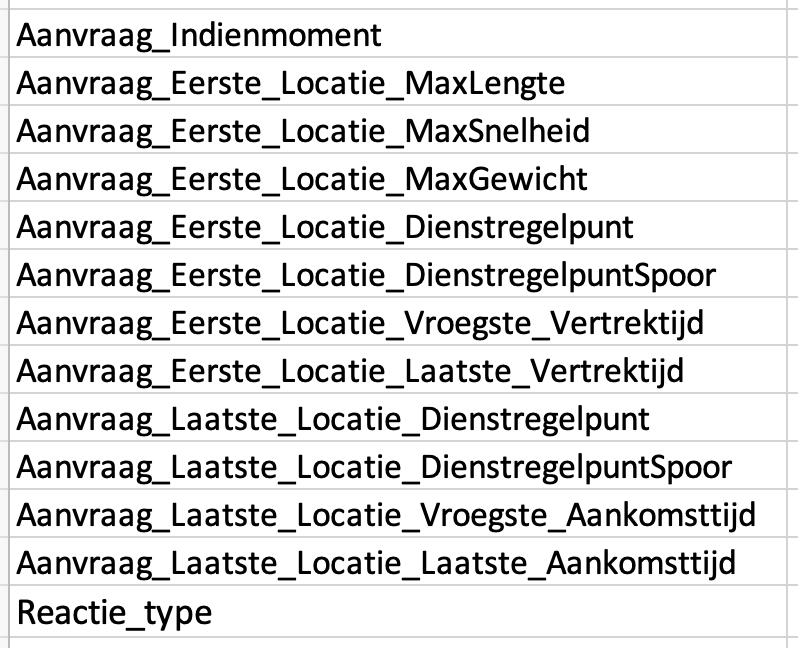 Aanvraag_Indienmoment
Aanvraag_Eerste_Locatie_MaxLengte
Aanvraag_Eerste_Locatie_MaxSnelheid
Aanvraag_Eerste_Locatie_MaxGewicht
Aanvraag_Eerste_Locatie_Dienstregelpunt
Aanvraag_Eerste_Locatie_DienstregelpuntSpoor
Aanvraag_Eerste_Locatie_Vroegste_Vertrektijd
Aanvraag_Eerste_Locatie_Laatste_Vertrektijd
Aanvraag_Laatste_Locatie_Dienstregelpunt
Aanvraag_Laatste_Locatie_DienstregelpuntSpoor
Aanvraag_Laatste_Locatie_Vroegste_Aankomsttijd
Aanvraag_Laatste_Locatie_Laatste_Aankomsttijd
Reactie_type